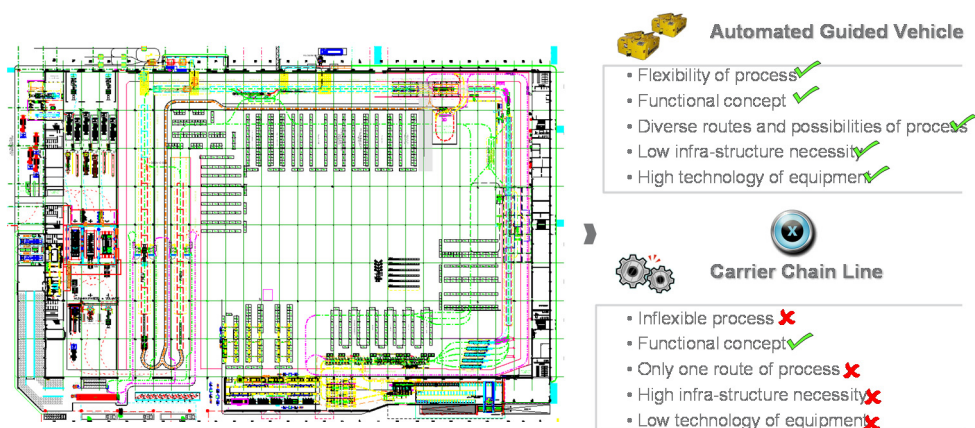 Automated Guided Vehicle
• Flexibility of process
• Functional concept
• Diverse routes and possibilities of process
• Low infra-structure necessity
• High technology of equipment
X
Carrier Chain Line
• Inflexible process
• Functional concept
• Only one route of process
• High infra-structure necessity
• Low technology of equipment